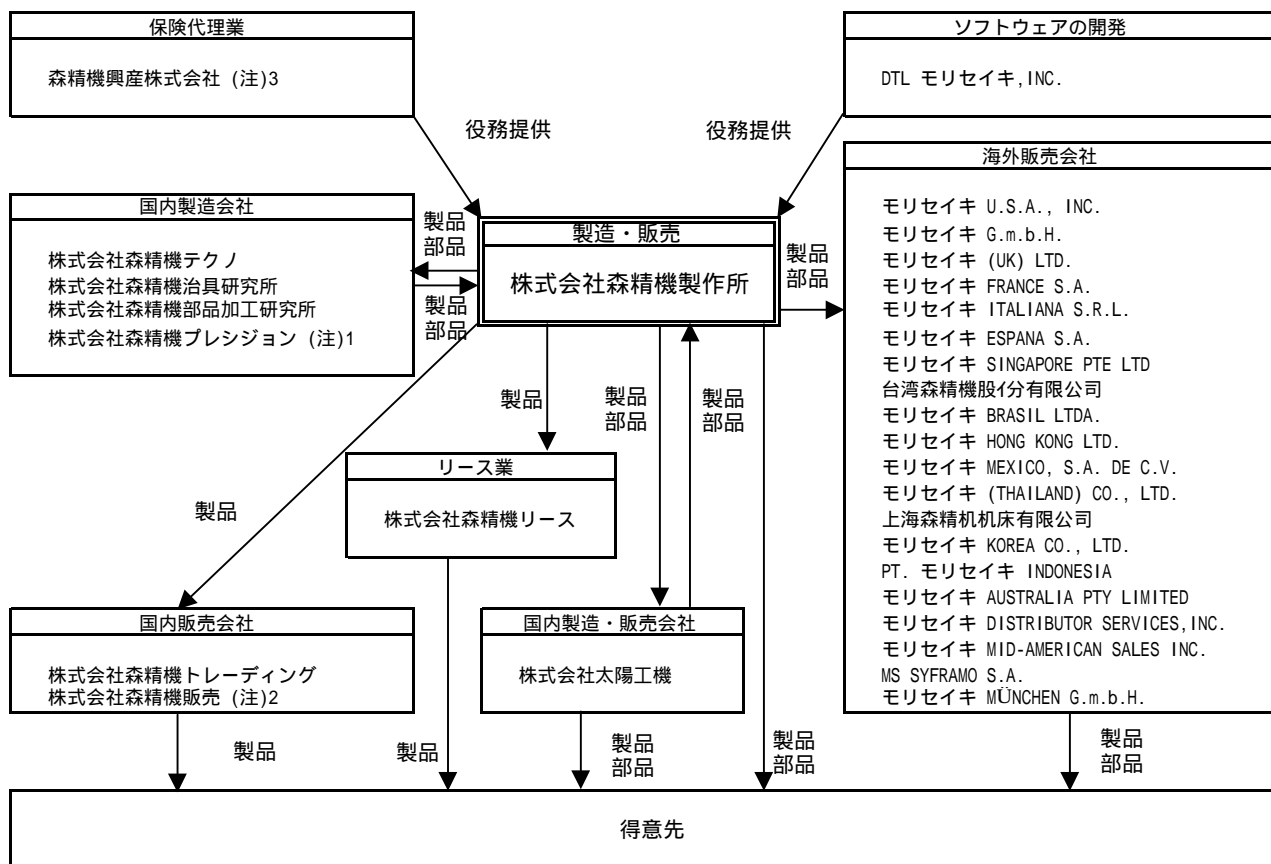 保険代理業
森精機興産株式会社 (注)3
ソフトウェアの開発
DTL モリセイキ,INC.
役務提供
役務提供
国内製造会社
株式会社森精機テクノ
株式会社森精機治具研究所
株式会社森精機部品加工研究所
株式会社森精機プレシジョン (注)1
製品
部品
製品
部品
製造・販売
株式会社森精機製作所
製品
部品
海外販売会社
モリセイキ U.S.A., INC.
モリセイキ G.m.b.H.
モリセイキ (UK) LTD.
モリセイキ FRANCE S.A.
モリセイキ ITALIANA S.R.L.
モリセイキ ESPANA S.A.
モリセイキ SINGAPORE PTE LTD
台湾森精機股イ分有限公司
モリセイキ BRASIL LTDA.
モリセイキ HONG KONG LTD.
モリセイキ MEXICO, S.A. DE C.V.
モリセイキ (THAILAND) CO., LTD.
上海森精机机床有限公司
モリセイキ KOREA CO., LTD.
PT. モリセイキ INDONESIA
モリセイキ AUSTRALIA PTY LIMITED
モリセイキ DISTRIBUTOR SERVICES,INC.
モリセイキ MID-AMERICAN SALES INC.
MS SYFRAMO S.A.
モリセイキ MÜNCHEN G.m.b.H.
製品
製品
製品
部品
製品
部品
リース業
株式会社森精機リース
国内販売会社
株式会社森精機トレーディング
株式会社森精機販売 (注)2
国内製造・販売会社
株式会社太陽工機
製品
製品
製品
部品
製品
部品
製品
部品
得意先